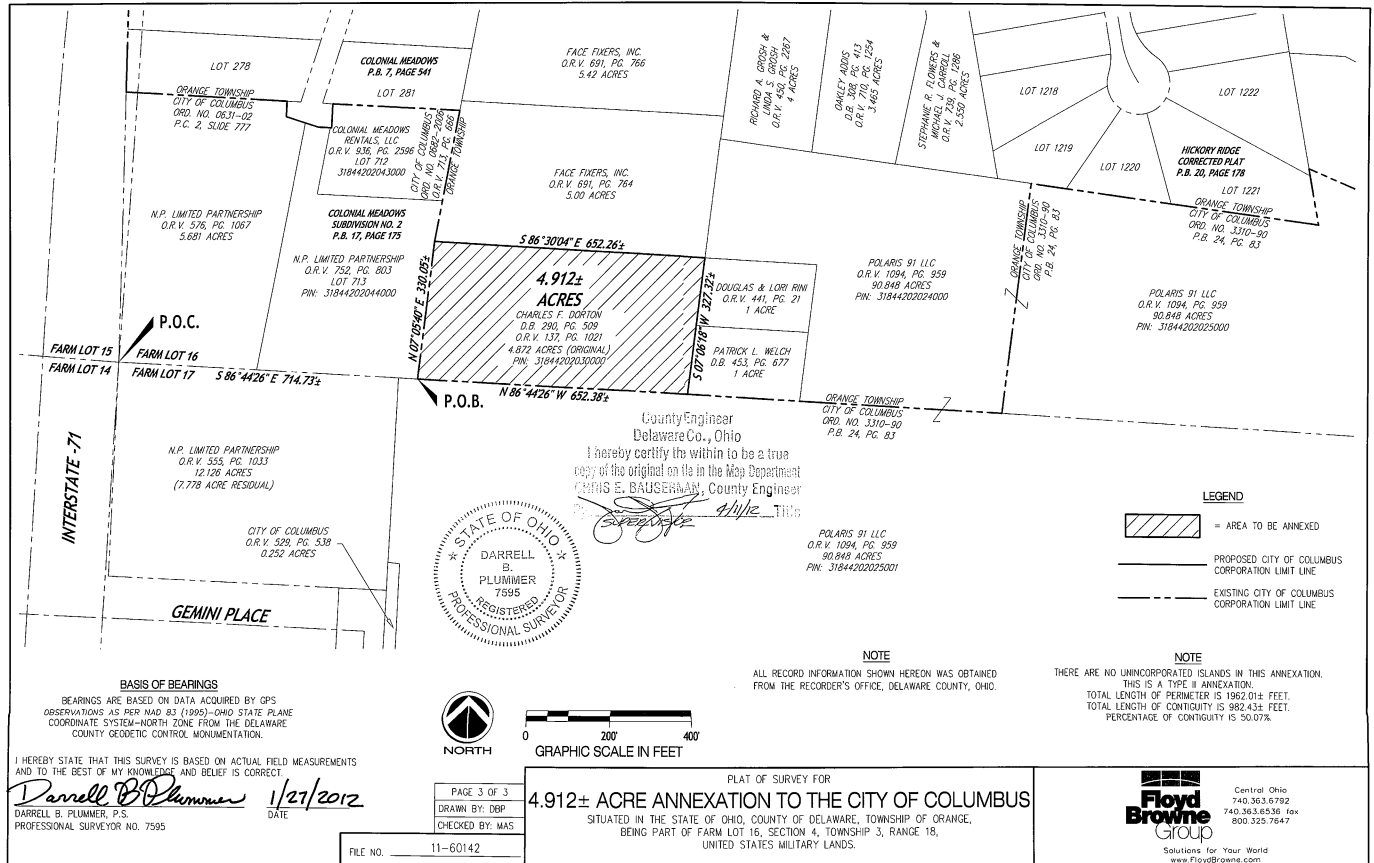 LOT 278
ORANGE TOWNSHIP
CITY OF COLUMBUS
ORD. NO. 0631-02
P.C. 2, SLIDE 777
COLONIAL MEADOWS
P.B. 7, PAGE 541
LOT 281
COLONIAL MEADOWS
RENTALS, LLC
O.R.V. 936, PG. 2596
LOT 712
31844202043000
CITY OF COLUMBUS
ORD. NO. 0682-2006
O.R.V. 713, PG. 666
ORANGE TOWNSHIP
FACE FIXERS, INC.
O.R.V. 691, PG. 766
5.42 ACRES
FACE FIXERS, INC.
O.R.V. 691, PG. 764
5.00 ACRES
RICHARD A. GROSH &
LINDA S. GROSH
O.R.V. 450, PG. 2267
4 ACRES
OAKLEY ADDIS
D.B. 308, PG. 413
O.R.V. 710, PG. 1254
3.465 ACRES
STEPHANIE R. FLOWERS &
MICHAEL J. CARROLL
O.R.V. 739, PG. 1286
2.550 ACRES
LOT 1218
LOT 1219
LOT 1220
LOT 1222
HICKORY RIDGE
CORRECTED PLAT
P.B. 20, PAGE 178
LOT 1221
ORANGE TOWNSHIP
CITY OF COLUMBUS
ORD. NO. 3310-90
P.B. 24, PG. 83
ORANGE TOWNSHIP
CITY OF COLUMBUS
ORD. NO. 3310-90
P.B. 24, PG. 83
N.P. LIMITED PARTNERSHIP
O.R.V. 576, PG. 1067
5.681 ACRES
COLONIAL MEADOWS
SUBDIVISION NO. 2
P.B. 17, PAGE 175
N.P. LIMITED PARTNERSHIP
O.R.V. 752, PG. 803
LOT 713
PIN: 31844202044000
S 86°30'04" E 652.26±
N 07°05'40" E 330.05±
4.912±
ACRES
CHARLES F. DORTON
D.B. 290, PG. 509
O.R.V. 137, PG. 1021
4.872 ACRES (ORIGINAL)
PIN: 31844202030000
S 07°06'18" W 327.32±
DOUGLAS & LORI RINI
O.R.V. 441, PG. 21
1 ACRE
PATRICK L. WELCH
D.B. 453, PG. 677
1 ACRE
POLARIS 91 LLC
O.R.V. 1094, PG. 959
90.848 ACRES
PIN: 31844202024000
POLARIS 91 LLC
O.R.V. 1094, PG. 959
90.848 ACRES
PIN: 31844202025000
P.O.C.
FARM LOT 15
FARM LOT 16
FARM LOT 14
FARM LOT 17
S 86°44'26" E 714.73±
P.O.B.
N 86°44'26" W 652.38±
ORANGE TOWNSHIP
CITY OF COLUMBUS
ORD. NO. 3310-90
P.B. 24, PG. 83
INTERSTATE -71
N.P. LIMITED PARTNERSHIP
O.R.V. 555, PG. 1033
12.126 ACRES
(7.778 ACRE RESIDUAL)
CITY OF COLUMBUS
O.R.V. 529, PG. 538
0.252 ACRES
GEMINI PLACE
County Engineer
Delaware Co., Ohio
I hereby certify the within to be a true
copy of the original on file in the Map Department
CHRIS E. BAUSERMAN, County Engineer
SUPERVISOR 4/11/12 Title
STATE OF OHIO
DARRELL
B.
PLUMMER
7595
REGISTERED
PROFESSIONAL SURVEYOR
POLARIS 91 LLC
O.R.V. 1094, PG. 959
90.848 ACRES
PIN: 31844202025001
LEGEND
= AREA TO BE ANNEXED
PROPOSED CITY OF COLUMBUS
CORPORATION LIMIT LINE
EXISTING CITY OF COLUMBUS
CORPORATION LIMIT LINE
BASIS OF BEARINGS
BEARINGS ARE BASED ON DATA ACQUIRED BY GPS
OBSERVATIONS AS PER NAD 83 (1995)-OHIO STATE PLANE
COORDINATE SYSTEM-NORTH ZONE FROM THE DELAWARE
COUNTY GEODETIC CONTROL MONUMENTATION.
NORTH
0 200' 400'
GRAPHIC SCALE IN FEET
NOTE
ALL RECORD INFORMATION SHOWN HEREON WAS OBTAINED
FROM THE RECORDER'S OFFICE, DELAWARE COUNTY, OHIO.
NOTE
THERE ARE NO UNINCORPORATED ISLANDS IN THIS ANNEXATION.
THIS IS A TYPE II ANNEXATION.
TOTAL LENGTH OF PERIMETER IS 1962.01± FEET.
TOTAL LENGTH OF CONTIGUITY IS 982.43± FEET.
PERCENTAGE OF CONTIGUITY IS 50.07%.
I HEREBY STATE THAT THIS SURVEY IS BASED ON ACTUAL FIELD MEASUREMENTS
AND TO THE BEST OF MY KNOWLEDGE AND BELIEF IS CORRECT.
Darrell B Plummer 1/27/2012
DARRELL B. PLUMMER, P.S. DATE
PROFESSIONAL SURVEYOR NO. 7595
PAGE 3 OF 3
DRAWN BY: DBP
CHECKED BY: MAS
FILE NO. 11-60142
PLAT OF SURVEY FOR
4.912± ACRE ANNEXATION TO THE CITY OF COLUMBUS
SITUATED IN THE STATE OF OHIO, COUNTY OF DELAWARE, TOWNSHIP OF ORANGE,
BEING PART OF FARM LOT 16, SECTION 4, TOWNSHIP 3, RANGE 18,
UNITED STATES MILITARY LANDS.
Floyd
Browne
Group
Central Ohio
740.363.6792
740.363.6536 fax
800.325.7647
Solutions for Your World
www.FloydBrowne.com